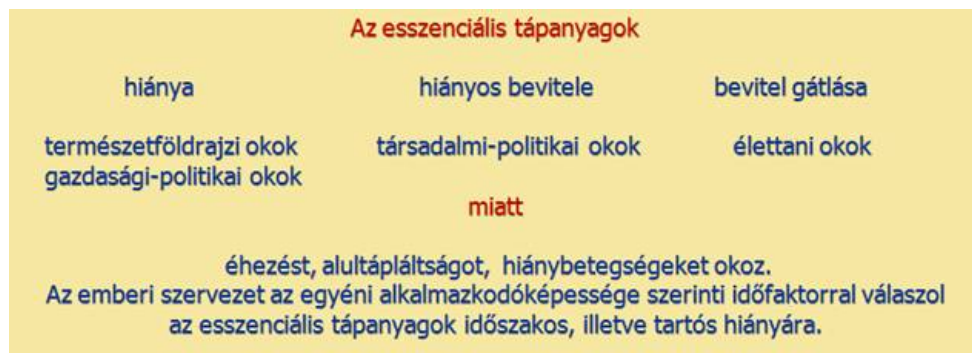 Az esszenciális tápanyagok
hiánya hiányos bevitele bevitel gátlása
természetföldrajzi okok társadalmi-politikai okok élettani okok
gazdasági-politikai okok
miatt
éhezést, alultápláltságot, hiánybetegségeket okoz.
Az emberi szervezet az egyéni alkalmazkodóképessége szerinti időfaktorral válaszol
az esszenciális tápanyagok időszakos, illetve tartós hiányára.